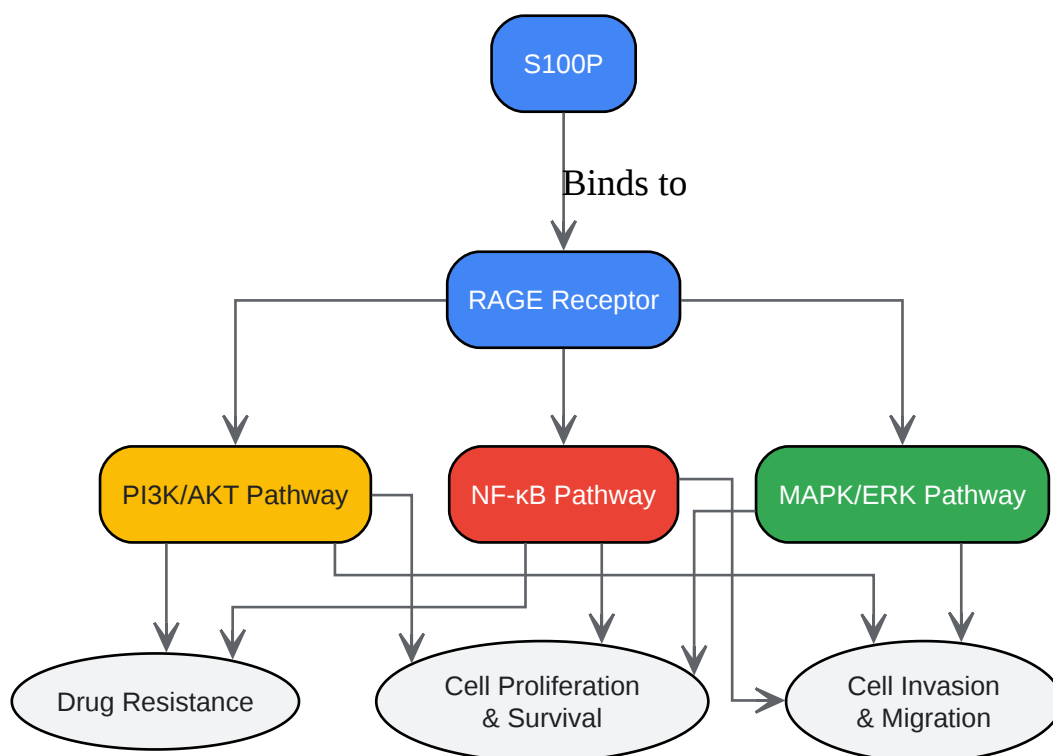 S100P
Binds to
RAGE Receptor
PI3K/AKT Pathway
NF-κB Pathway
MAPK/ERK Pathway
Drug Resistance
Cell Proliferation
& Survival
Cell Invasion
& Migration